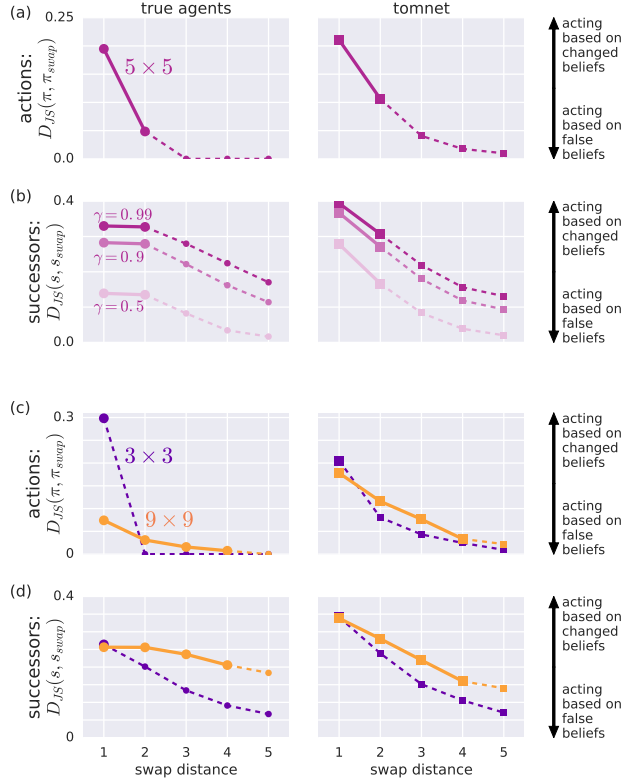 true agents
tomnet
(a)
0.25
0.0
actions:
D_JS(π, π_swap)
5 × 5
acting
based on
changed
beliefs
acting
based on
false
beliefs
(b)
0.4
0.0
successors:
D_JS(s, s_swap)
γ = 0.99
γ = 0.9
γ = 0.5
acting
based on
changed
beliefs
acting
based on
false
beliefs
(c)
0.3
0
actions:
D_JS(π, π_swap)
3 × 3
9 × 9
acting
based on
changed
beliefs
acting
based on
false
beliefs
(d)
0.4
0
successors:
D_JS(s, s_swap)
acting
based on
changed
beliefs
acting
based on
false
beliefs
1 2 3 4 5
1 2 3 4 5
swap distance
swap distance